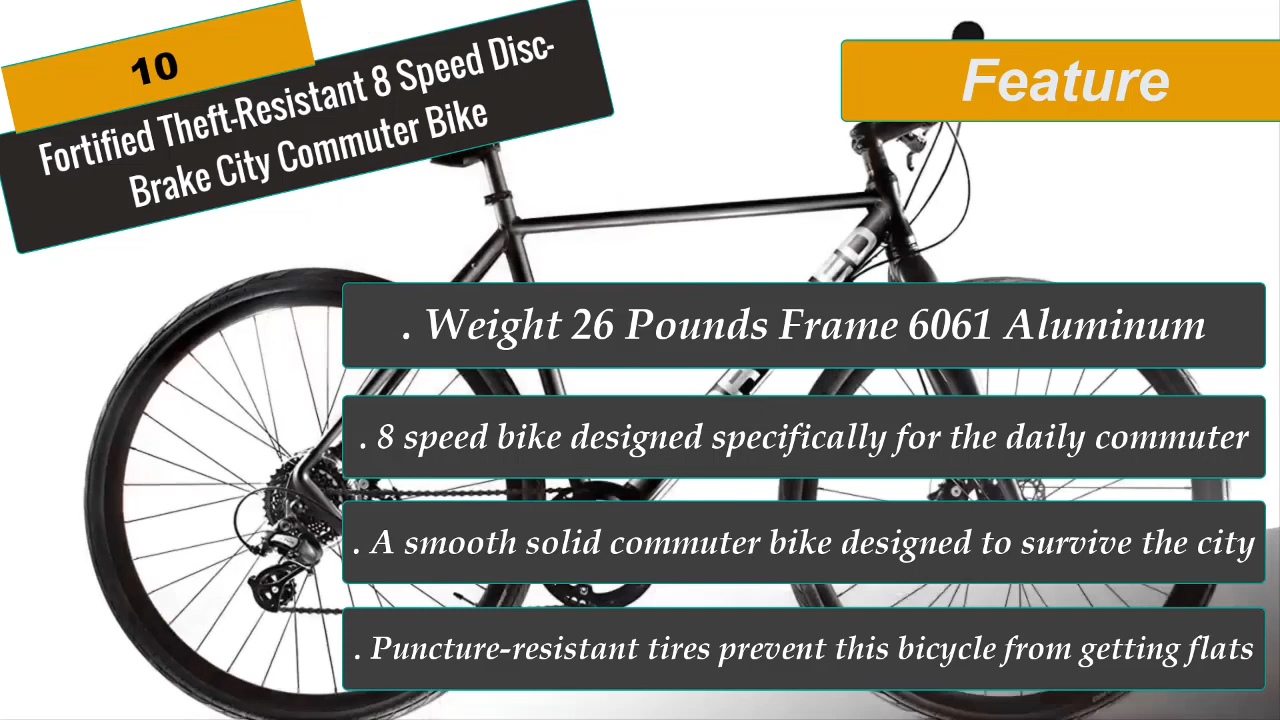 10
Fortified Theft-Resistant 8 Speed Disc-
Brake City Commuter Bike
Feature
. Weight 26 Pounds Frame 6061 Aluminum
. 8 speed bike designed specifically for the daily commuter
. A smooth solid commuter bike designed to survive the city
. Puncture-resistant tires prevent this bicycle from getting flats